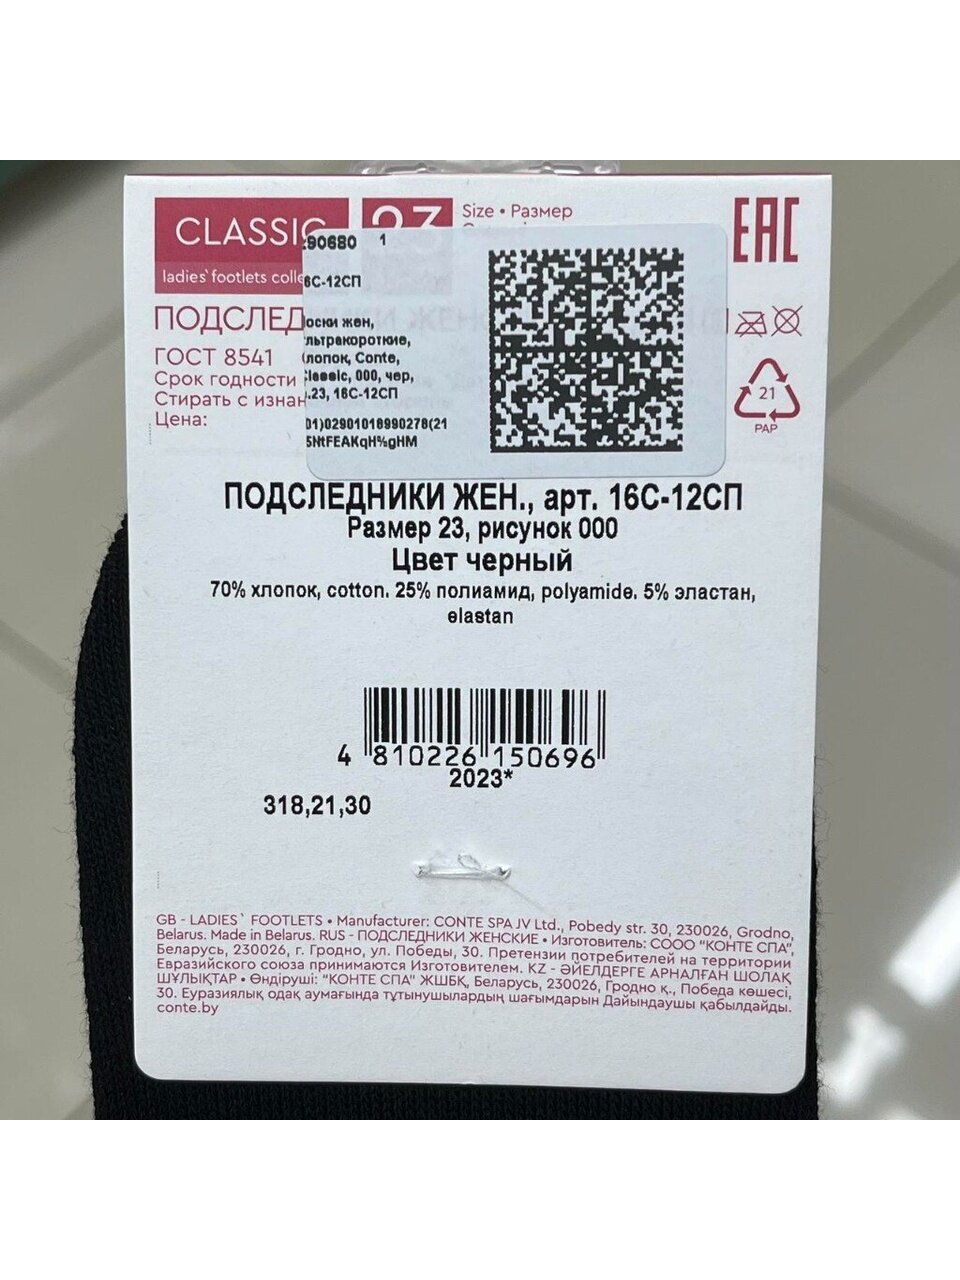 CLASSIC
23
Size • Размер
EAC
ladies` footlets colle
290680 1
6С-12СП
ПОДСЛЕД
оски жен,
льтракороткие,
хлопок, Conte,
Classic, 000, чер,
.23, 16С-12СП
01)02901018990278(21
5NtFEAKqH%gHM
ГОСТ 8541
Срок годности
Стирать с изнан
Цена:
21
PAP
ПОДСЛЕДНИКИ ЖЕН., арт. 16С-12СП
Размер 23, рисунок 000
Цвет черный
70% хлопок, cotton. 25% полиамид, polyamide. 5% эластан,
elastan
4 810226 150696
2023*
318,21,30
GB - LADIES` FOOTLETS • Manufacturer: CONTE SPA JV Ltd., Pobedy str. 30, 230026, Grodno,
Belarus. Made in Belarus. RUS - ПОДСЛЕДНИКИ ЖЕНСКИЕ • Изготовитель: СООО "КОНТЕ СПА",
Беларусь, 230026, г. Гродно, ул. Победы, 30. Претензии потребителей на территории
Евразийского союза принимаются Изготовителем. KZ - ӘЙЕЛДЕРГЕ АРНАЛҒАН ШОЛАҚ
ШҰЛЫҚТАР • Өндіруші: "КОНТЕ СПА" ЖШБҚ, Беларусь, 230026, Гродно қ., Победа көшесі,
30. Еуразиялық одақ аумағында тұтынушылардың шағымдарын Дайындаушы қабылдайды.
conte.by